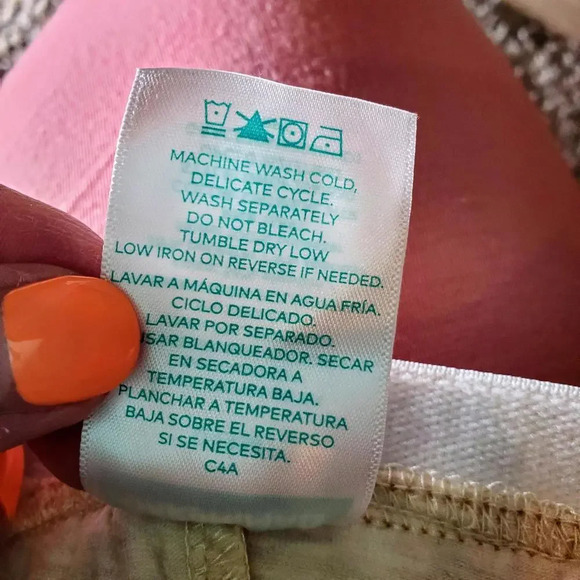 MACHINE WASH COLD,
DELICATE CYCLE.
WASH SEPARATELY
DO NOT BLEACH.
TUMBLE DRY LOW
LOW IRON ON REVERSE IF NEEDED.
LAVAR A MÁQUINA EN AGUA FRÍA.
CICLO DELICADO.
LAVAR POR SEPARADO.
BLANQUEADOR. SECAR
EN SECADORA A
TEMPERATURA BAJA.
PLANCHAR A TEMPERATURA
BAJA SOBRE EL REVERSO
SI SE NECESITA.
C4A